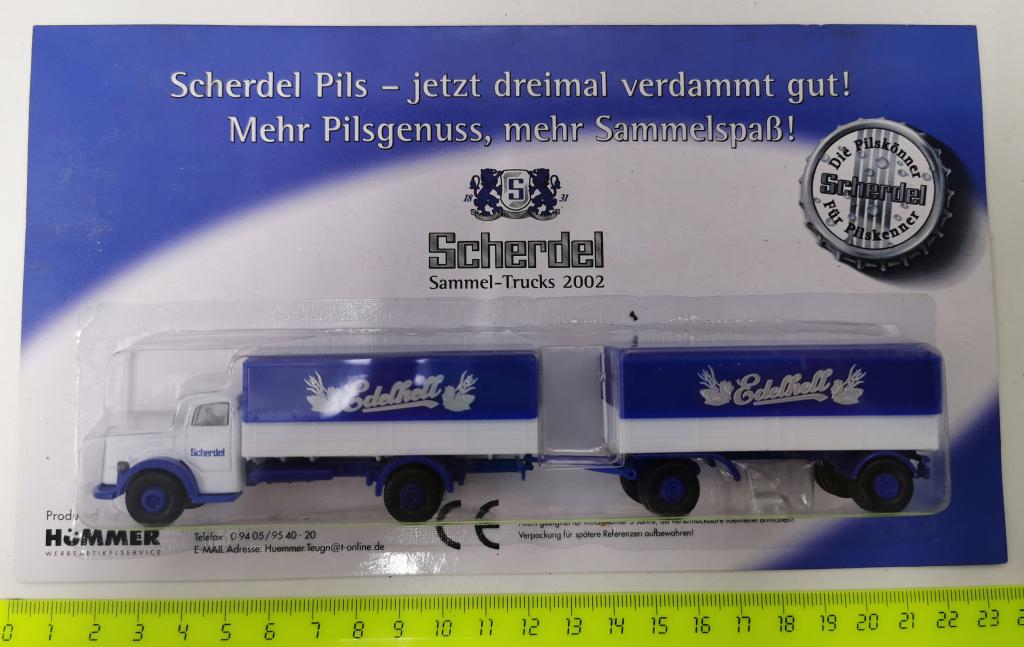 Scherdel Pils – jetzt dreimal verdammt gut!
Mehr Pilsgenuss, mehr Sammelspaß!
Die Pilskönner
Scherdel
Für Pilskenner
18 S 31
Scherdel
Sammel-Trucks 2002
Edelhell
Edelhell
Scherdel
HÜMMER
WERBEARTIKELSERVICE
Telefax 0 94 05/95 40 - 20
E-MAIL Adresse: Huemmer.Teugn@t-online.de
CE
Verpackung für spätere Referenzen aufbewahren!
0 1 2 3 4 5 6 7 8 9 10 11 12 13 14 15 16 17 18 19 20 21 22 23